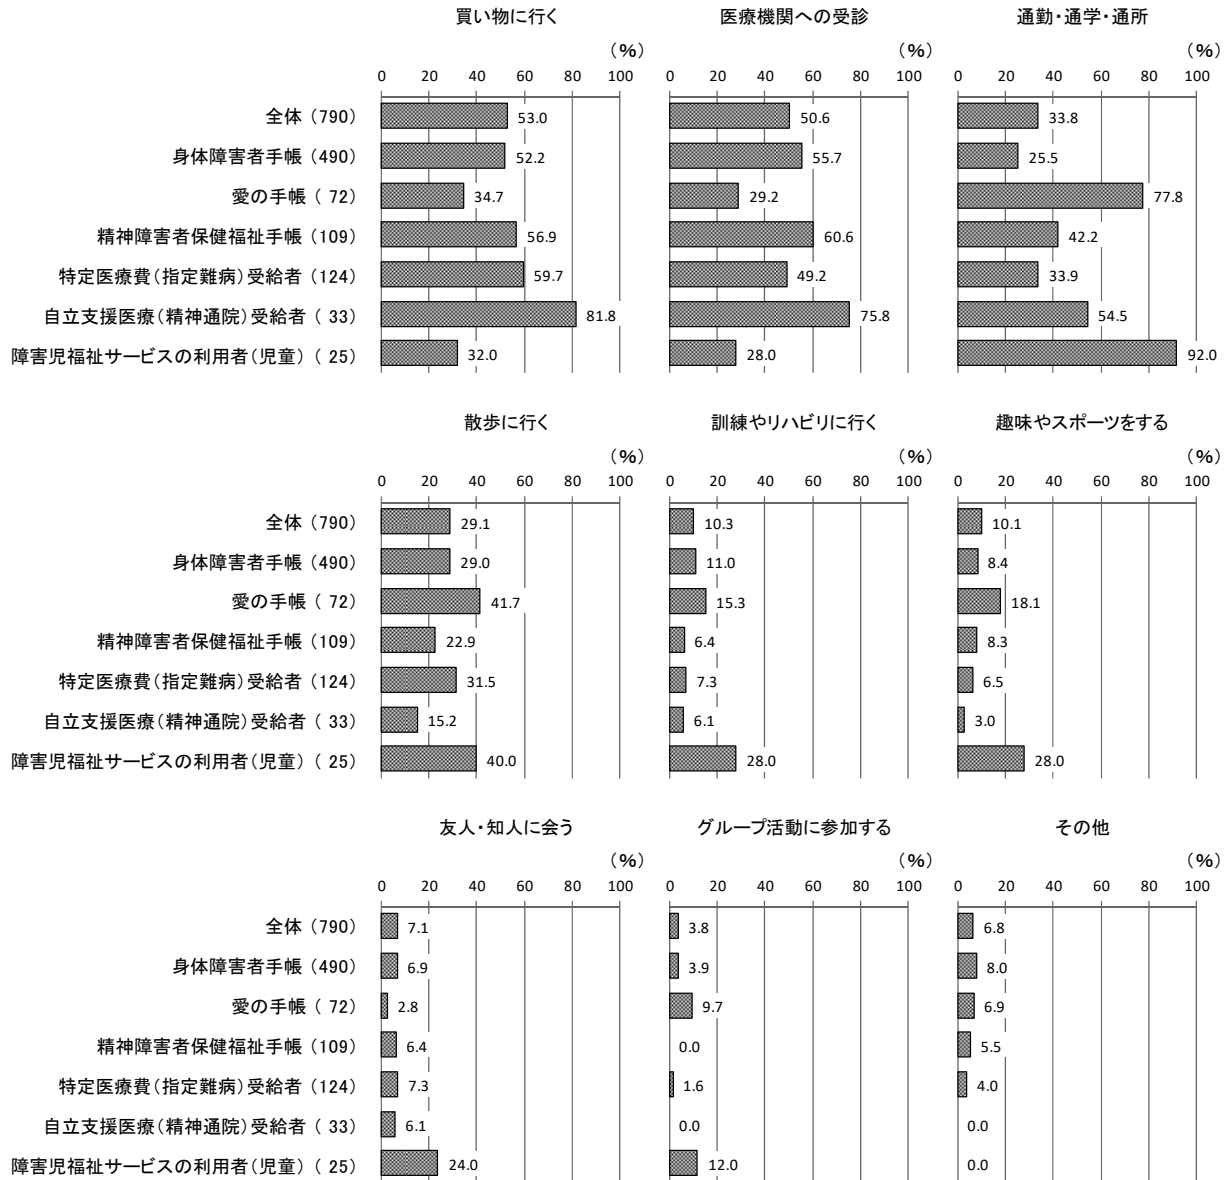 買い物に行く 医療機関への受診 通勤・通学・通所
(%) (%) (%)
0 20 40 60 80 100 0 20 40 60 80 100 0 20 40 60 80 100
全体 (790) 53.0 50.6 33.8
身体障害者手帳 (490) 52.2 55.7 25.5
愛の手帳 ( 72) 34.7 29.2 77.8
精神障害者保健福祉手帳 (109) 56.9 60.6 42.2
特定医療費(指定難病)受給者 (124) 59.7 49.2 33.9
自立支援医療(精神通院)受給者 ( 33) 81.8 75.8 54.5
障害児福祉サービスの利用者(児童) ( 25) 32.0 28.0 92.0
散歩に行く 訓練やリハビリに行く 趣味やスポーツをする
(%) (%) (%)
0 20 40 60 80 100 0 20 40 60 80 100 0 20 40 60 80 100
全体 (790) 29.1 10.3 10.1
身体障害者手帳 (490) 29.0 11.0 8.4
愛の手帳 ( 72) 41.7 15.3 18.1
精神障害者保健福祉手帳 (109) 22.9 6.4 8.3
特定医療費(指定難病)受給者 (124) 31.5 7.3 6.5
自立支援医療(精神通院)受給者 ( 33) 15.2 6.1 3.0
障害児福祉サービスの利用者(児童) ( 25) 40.0 28.0 28.0
友人・知人に会う グループ活動に参加する その他
(%) (%) (%)
0 20 40 60 80 100 0 20 40 60 80 100 0 20 40 60 80 100
全体 (790) 7.1 3.8 6.8
身体障害者手帳 (490) 6.9 3.9 8.0
愛の手帳 ( 72) 2.8 9.7 6.9
精神障害者保健福祉手帳 (109) 6.4 0.0 5.5
特定医療費(指定難病)受給者 (124) 7.3 1.6 4.0
自立支援医療(精神通院)受給者 ( 33) 6.1 0.0 0.0
障害児福祉サービスの利用者(児童) ( 25) 24.0 12.0 0.0